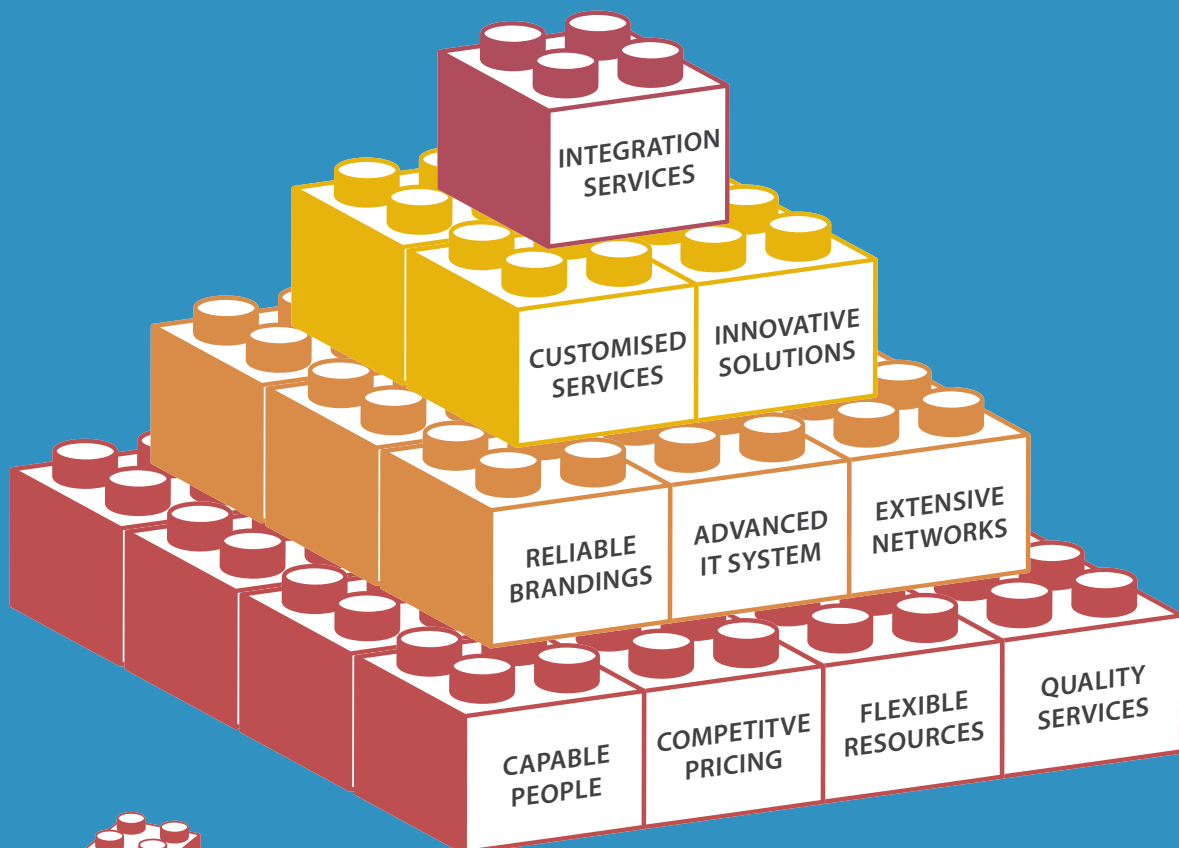 INTEGRATION
SERVICES
CUSTOMISED
SERVICES
INNOVATIVE
SOLUTIONS
RELIABLE
BRANDINGS
ADVANCED
IT SYSTEM
EXTENSIVE
NETWORKS
CAPABLE
PEOPLE
COMPETITVE
PRICING
FLEXIBLE
RESOURCES
QUALITY
SERVICES